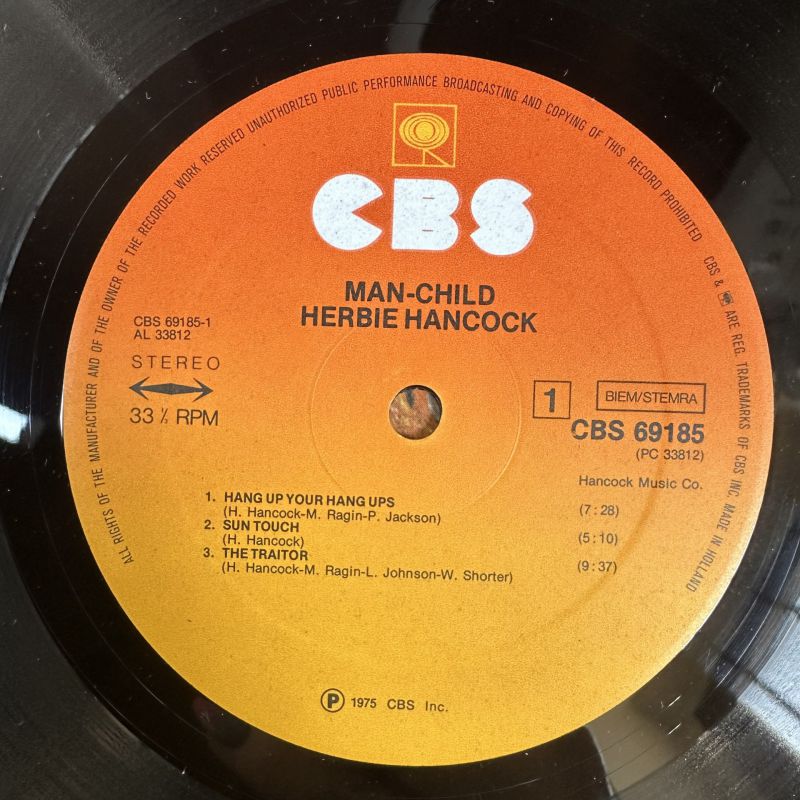 ALL RIGHTS OF THE MANUFACTURER AND OF THE OWNER OF THE RECORDED WORK RESERVED UNAUTHORIZED PUBLIC PERFORMANCE BROADCASTING AND COPYING OF THIS RECORD PROHIBITED CBS & ARE REG. TRADEMARKS OF CBS INC. MADE IN HOLLAND
CBS
MAN-CHILD
HERBIE HANCOCK
CBS 69185-1
AL 33812
STEREO
33 ⅓ RPM
1
BIEM/STEMRA
CBS 69185
(PC 33812)
Hancock Music Co.
1. HANG UP YOUR HANG UPS
(H. Hancock-M. Ragin-P. Jackson) (7:28)
2. SUN TOUCH
(H. Hancock) (5:10)
3. THE TRAITOR
(H. Hancock-M. Ragin-L. Johnson-W. Shorter) (9:37)
Ⓟ 1975 CBS Inc.